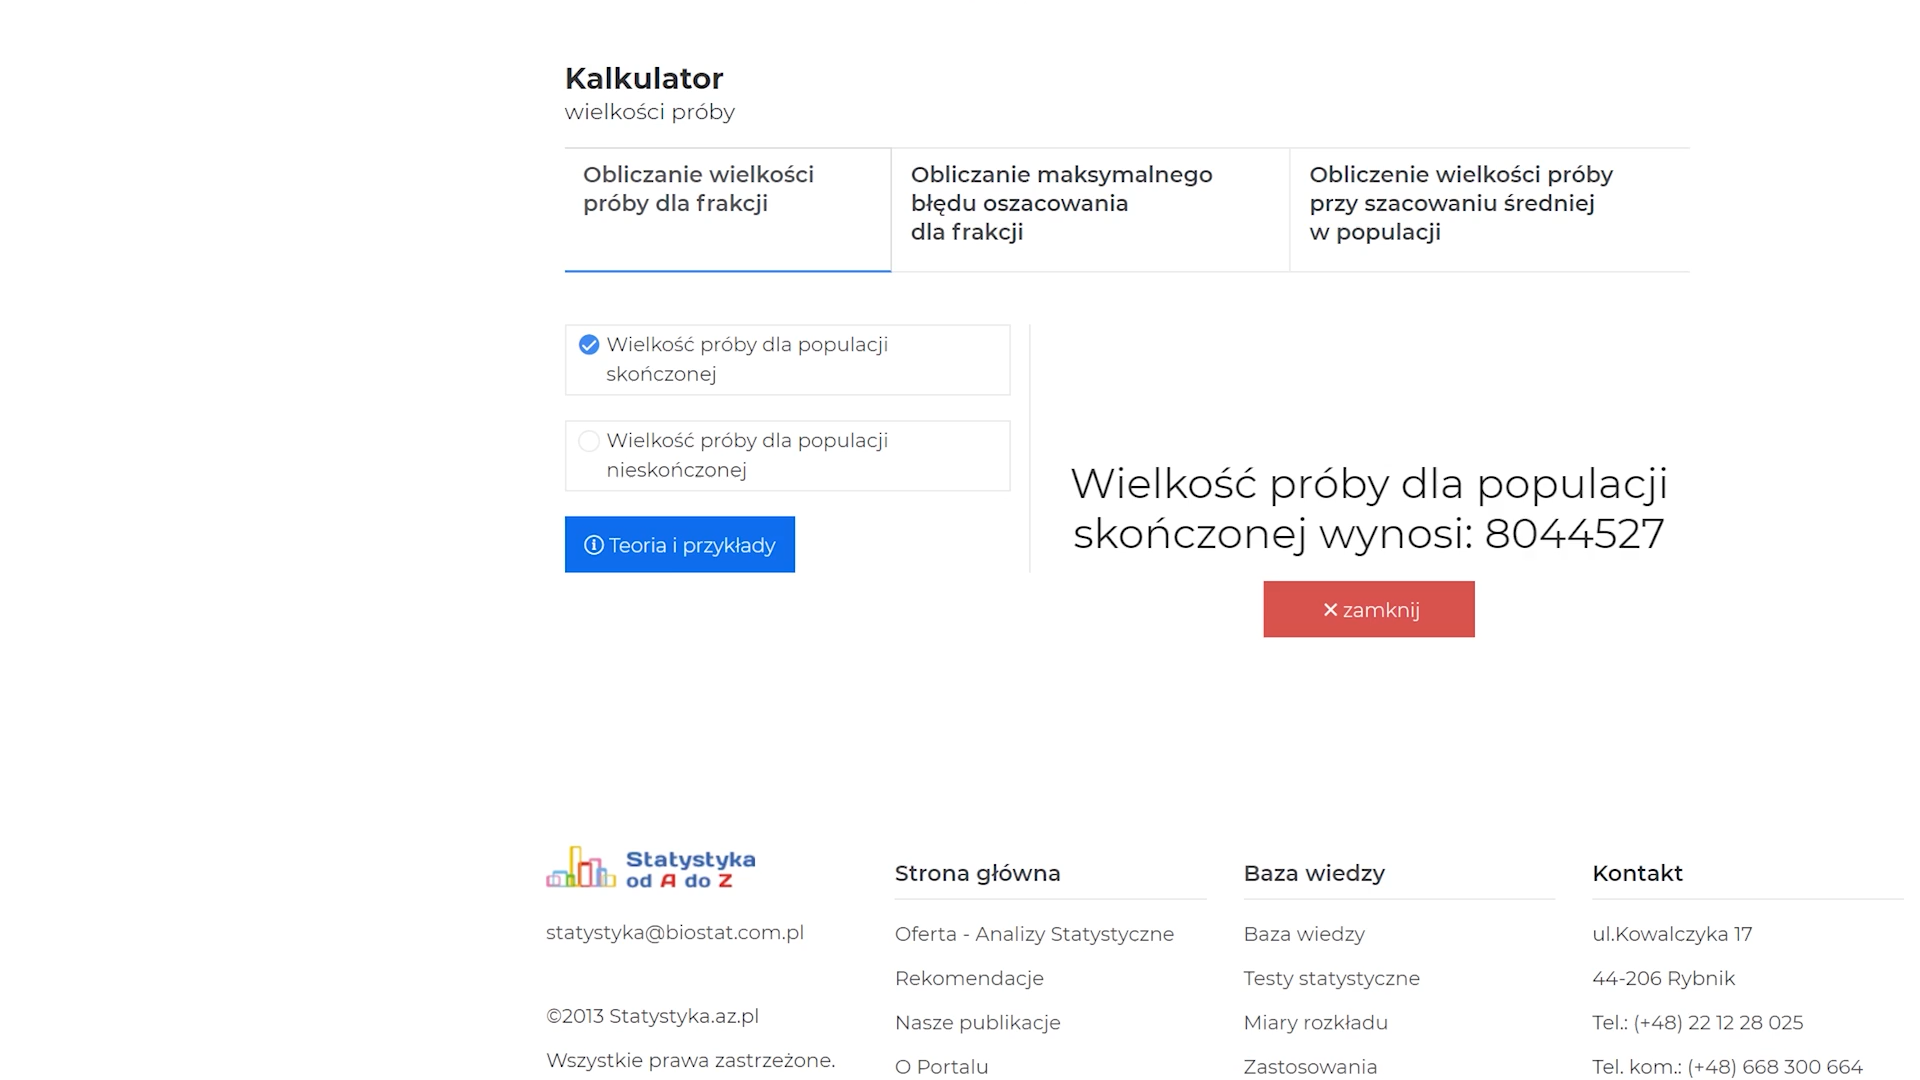 Kalkulator
wielkości próby
Obliczanie wielkości
próby dla frakcji
Obliczanie maksymalnego
błędu oszacowania
dla frakcji
Obliczenie wielkości próby
przy szacowaniu średniej
w populacji
Wielkość próby dla populacji
skończonej
Wielkość próby dla populacji
nieskończonej
Teoria i przykłady
Wielkość próby dla populacji
skończonej wynosi: 8044527
× zamknij
Statystyka
od A do Z
statystyka@biostat.com.pl
©2013 Statystyka.az.pl
Wszystkie prawa zastrzeżone.
Strona główna
Oferta - Analizy Statystyczne
Rekomendacje
Nasze publikacje
O Portalu
Baza wiedzy
Baza wiedzy
Testy statystyczne
Miary rozkładu
Zastosowania
Kontakt
ul.Kowalczyka 17
44-206 Rybnik
Tel.: (+48) 22 12 28 025
Tel. kom.: (+48) 668 300 664